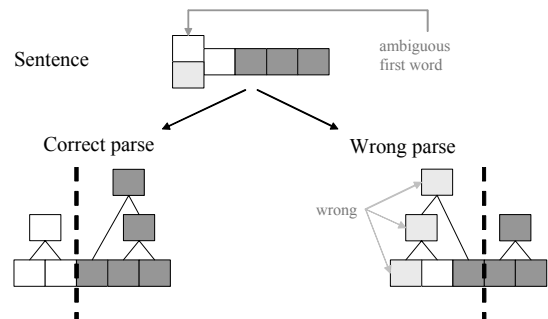 Sentence
ambiguous
first word
Correct parse
Wrong parse
wrong